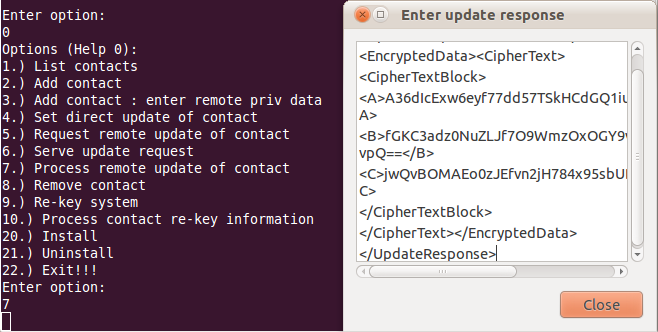 Enter option:
0
Options (Help 0):
1.) List contacts
2.) Add contact
3.) Add contact : enter remote priv data
4.) Set direct update of contact
5.) Request remote update of contact
6.) Serve update request
7.) Process remote update of contact
8.) Remove contact
9.) Re-key system
10.) Process contact re-key information
20.) Install
21.) Uninstall
22.) Exit!!!
Enter option:
7
Enter update response
<EncryptedData><CipherText>
<CipherTextBlock>
<A>A36dIcExw6eyf77dd57TSkHCdGQ1iu
A>
<B>fGKC3adz0NuZLJf7O9WmzOxOGY9
vpQ==</B>
<C>jwQvBOMAEo0zJEfvn2jH784x95sbU
C>
</CipherTextBlock>
</CipherText></EncryptedData>
</UpdateResponse>
Close